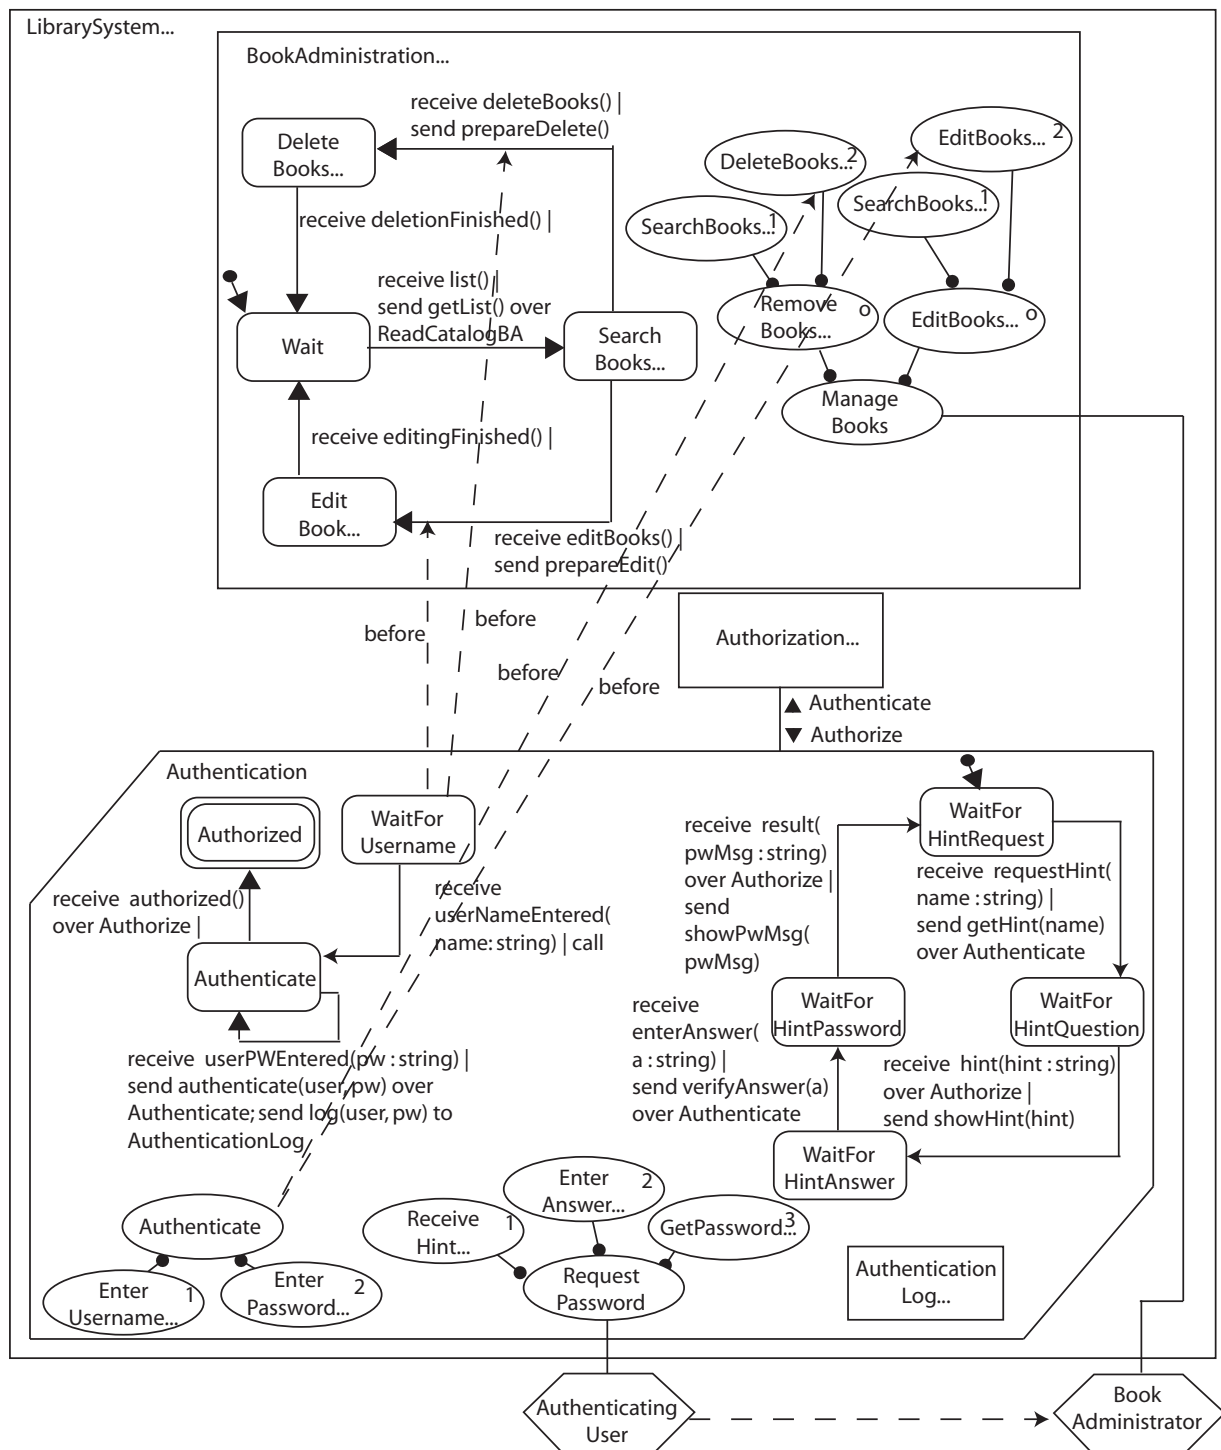 LibrarySystem...
BookAdministration...
receive deleteBooks() |
send prepareDelete()
Delete
Books...
receive deletionFinished() |
receive list() |
send getList() over
ReadCatalogBA
Wait
Search
Books...
receive editingFinished() |
Edit
Book...
receive editBooks() |
send prepareEdit()
DeleteBooks...
2
EditBooks...
2
SearchBooks...
1
SearchBooks...
1
Remove
Books...
o
EditBooks...
o
Manage
Books
before
before
before
before
Authorization...
Authenticate
Authorize
Authentication
Authorized
WaitFor
Username
receive authorized()
over Authorize |
receive
userNameEntered(
name: string) | call
Authenticate
receive userPWEntered(pw : string) |
send authenticate(user, pw) over
Authenticate; send log(user, pw) to
AuthenticationLog
receive result(
pwMsg : string)
over Authorize |
send
showPwMsg(
pwMsg)
WaitFor
HintRequest
receive requestHint(
name : string) |
send getHint(name)
over Authenticate
WaitFor
HintPassword
WaitFor
HintQuestion
receive
enterAnswer(
a : string) |
send verifyAnswer(a)
over Authenticate
receive hint(hint : string)
over Authorize |
send showHint(hint)
WaitFor
HintAnswer
Authenticate
Enter
Username...
1
Enter
Password...
2
Receive
Hint...
1
Enter
Answer...
2
GetPassword...
3
Request
Password
Authentication
Log...
Authenticating
User
Book
Administrator